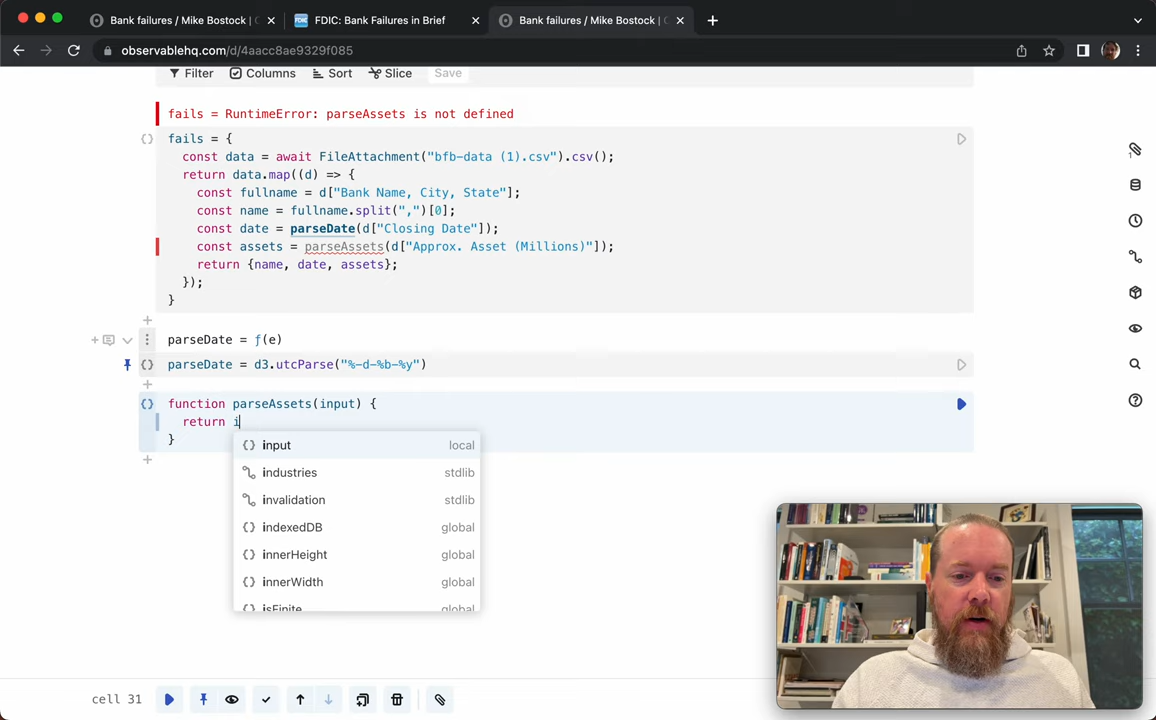 Bank failures / Mike Bostock | O
FDIC: Bank Failures in Brief
Bank failures / Mike Bostock | O
observablehq.com/d/4aacc8ae9329f085
Filter
Columns
Sort
Slice
Save
fails = RuntimeError: parseAssets is not defined
fails = {
const data = await FileAttachment("bfb-data (1).csv").csv();
return data.map((d) => {
const fullname = d["Bank Name, City, State"];
const name = fullname.split(",")[0];
const date = parseDate(d["Closing Date"]);
const assets = parseAssets(d["Approx. Asset (Millions)"]);
return {name, date, assets};
});
}
parseDate = ƒ(e)
parseDate = d3.utcParse("%-d-%b-%y")
function parseAssets(input) {
return i
}
input local
industries stdlib
invalidation stdlib
indexedDB global
innerHeight global
innerWidth global
isFinite global
cell 31